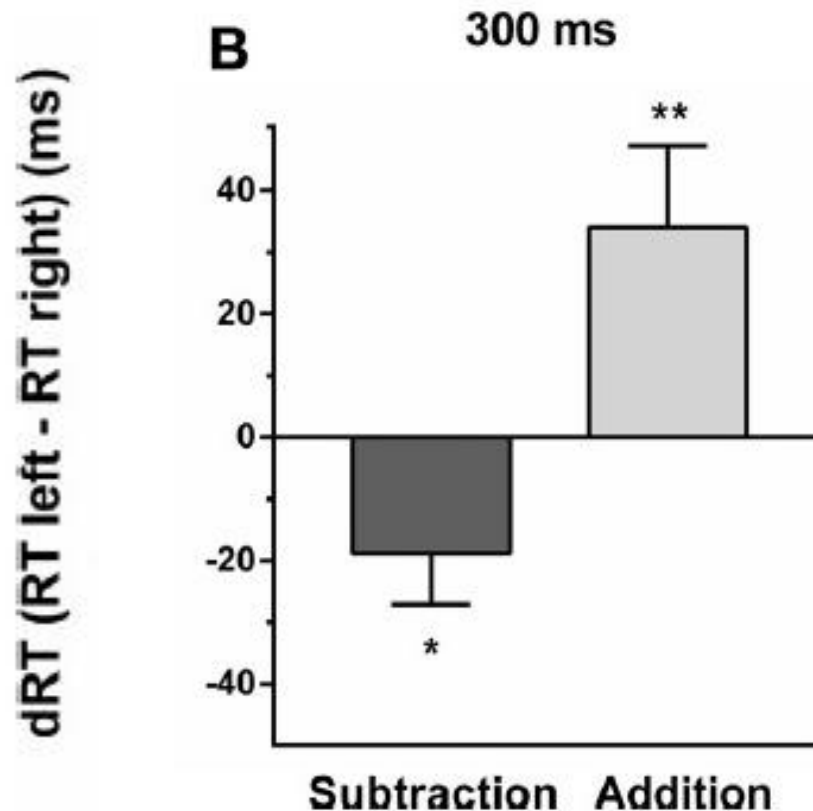 B
300 ms
dRT (RT left - RT right) (ms)
**
40
20
0
-20
*
-40
Subtraction Addition